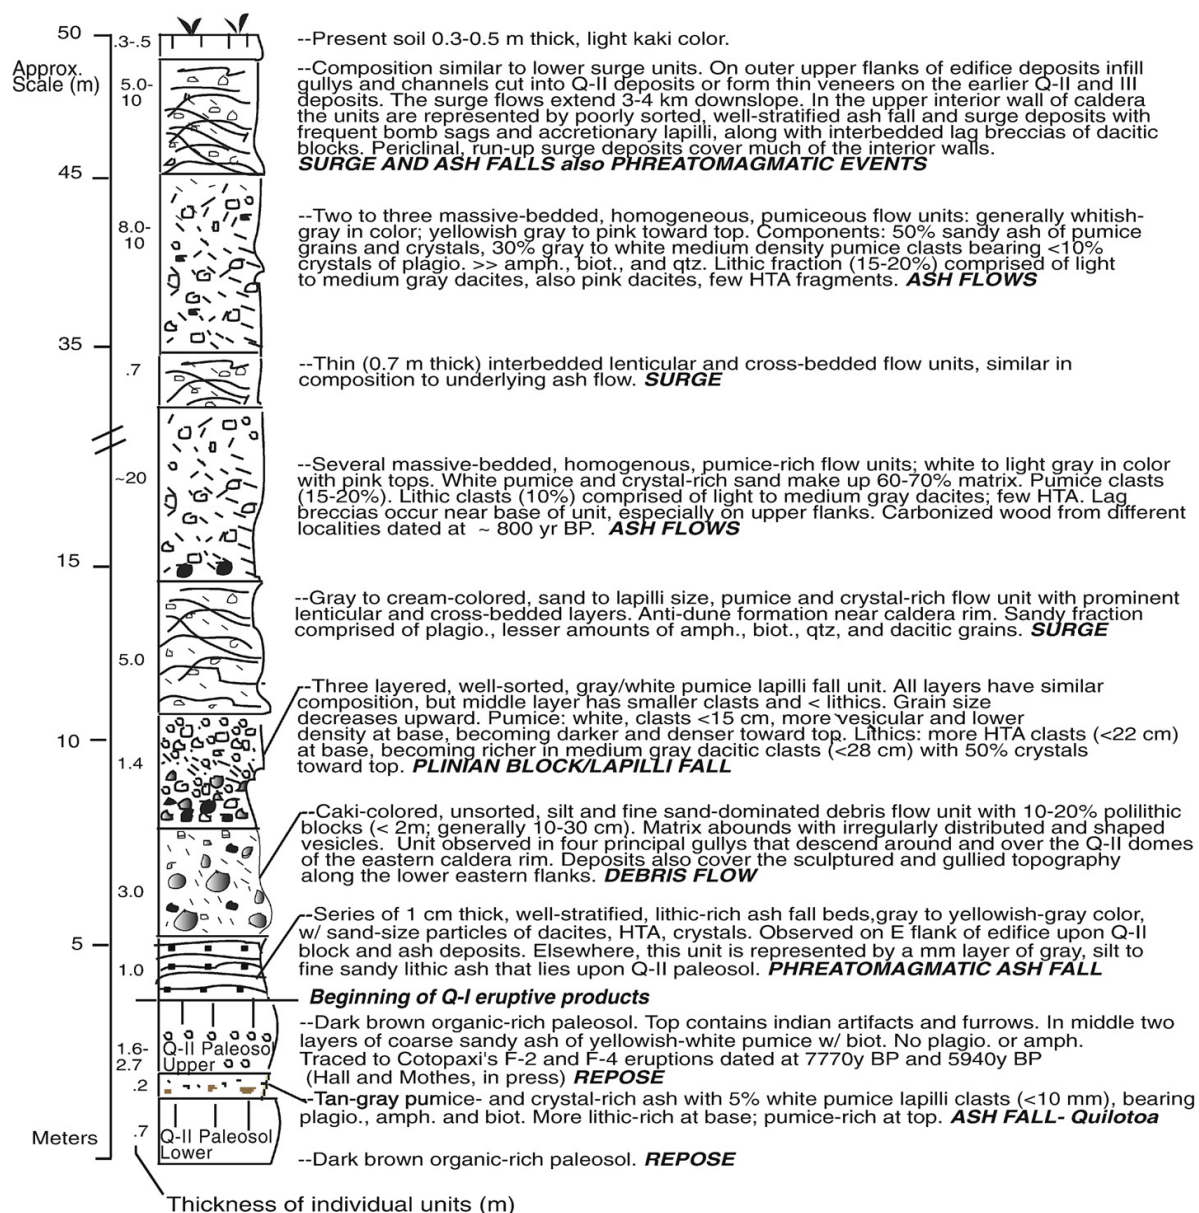 50
.3-.5
--Present soil 0.3-0.5 m thick, light kaki color.
Approx.
Scale (m)
5.0-
10
--Composition similar to lower surge units. On outer upper flanks of edifice deposits infill
gullys and channels cut into Q-II deposits or form thin veneers on the earlier Q-II and III
deposits. The surge flows extend 3-4 km downslope. In the upper interior wall of caldera
the units are represented by poorly sorted, well-stratified ash fall and surge deposits with
frequent bomb sags and accretionary lapilli, along with interbedded lag breccias of dacitic
blocks. Periclinal, run-up surge deposits cover much of the interior walls.
SURGE AND ASH FALLS also PHREATOMAGMATIC EVENTS
45
8.0-
10
--Two to three massive-bedded, homogeneous, pumiceous flow units: generally whitish-
gray in color; yellowish gray to pink toward top. Components: 50% sandy ash of pumice
grains and crystals, 30% gray to white medium density pumice clasts bearing <10%
crystals of plagio. >> amph., biot., and qtz. Lithic fraction (15-20%) comprised of light
to medium gray dacites, also pink dacites, few HTA fragments. ASH FLOWS
35
.7
--Thin (0.7 m thick) interbedded lenticular and cross-bedded flow units, similar in
composition to underlying ash flow. SURGE
~20
--Several massive-bedded, homogenous, pumice-rich flow units; white to light gray in color
with pink tops. White pumice and crystal-rich sand make up 60-70% matrix. Pumice clasts
(15-20%). Lithic clasts (10%) comprised of light to medium gray dacites; few HTA. Lag
breccias occur near base of unit, especially on upper flanks. Carbonized wood from different
localities dated at ~ 800 yr BP. ASH FLOWS
15
5.0
--Gray to cream-colored, sand to lapilli size, pumice and crystal-rich flow unit with prominent
lenticular and cross-bedded layers. Anti-dune formation near caldera rim. Sandy fraction
comprised of plagio., lesser amounts of amph., biot., qtz, and dacitic grains. SURGE
10
1.4
--Three layered, well-sorted, gray/white pumice lapilli fall unit. All layers have similar
composition, but middle layer has smaller clasts and < lithics. Grain size
decreases upward. Pumice: white, clasts <15 cm, more vesicular and lower
density at base, becoming darker and denser toward top. Lithics: more HTA clasts (<22 cm)
at base, becoming richer in medium gray dacitic clasts (<28 cm) with 50% crystals
toward top. PLINIAN BLOCK/LAPILLI FALL
3.0
--Caki-colored, unsorted, silt and fine sand-dominated debris flow unit with 10-20% polilithic
blocks (< 2m; generally 10-30 cm). Matrix abounds with irregularly distributed and shaped
vesicles. Unit observed in four principal gullys that descend around and over the Q-II domes
of the eastern caldera rim. Deposits also cover the sculptured and gullied topography
along the lower eastern flanks. DEBRIS FLOW
5
1.0
--Series of 1 cm thick, well-stratified, lithic-rich ash fall beds,gray to yellowish-gray color,
w/ sand-size particles of dacites, HTA, crystals. Observed on E flank of edifice upon Q-II
block and ash deposits. Elsewhere, this unit is represented by a mm layer of gray, silt to
fine sandy lithic ash that lies upon Q-II paleosol. PHREATOMAGMATIC ASH FALL
Beginning of Q-I eruptive products
1.6-
2.7
Q-II Paleosol
Upper
--Dark brown organic-rich paleosol. Top contains indian artifacts and furrows. In middle two
layers of coarse sandy ash of yellowish-white pumice w/ biot. No plagio. or amph.
Traced to Cotopaxi's F-2 and F-4 eruptions dated at 7770y BP and 5940y BP
(Hall and Mothes, in press) REPOSE
.2
--Tan-gray pumice- and crystal-rich ash with 5% white pumice lapilli clasts (<10 mm), bearing
plagio., amph. and biot. More lithic-rich at base; pumice-rich at top. ASH FALL- Quilotoa
Meters
.7
Q-II Paleosol
Lower
--Dark brown organic-rich paleosol. REPOSE
Thickness of individual units (m)